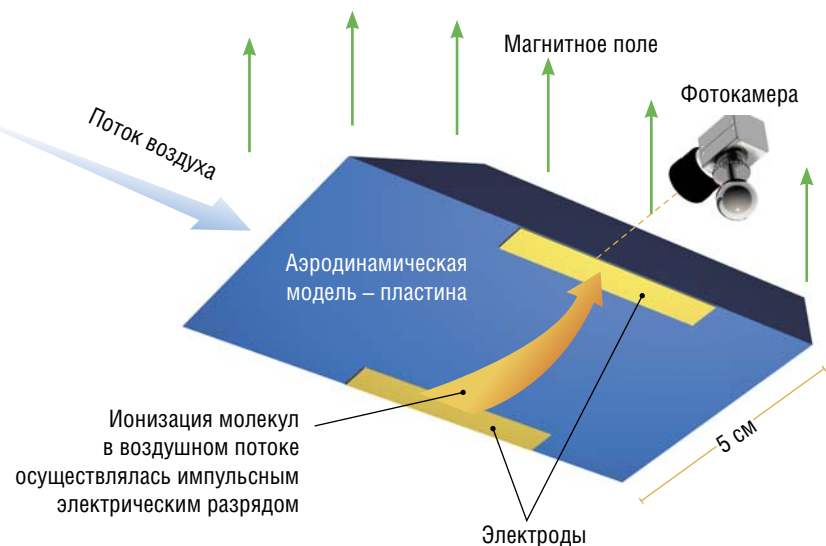 Магнитное поле
Фотокамера
Поток воздуха
Аэродинамическая
модель – пластина
Ионизация молекул
в воздушном потоке
осуществлялась импульсным
электрическим разрядом
5 см
Электроды